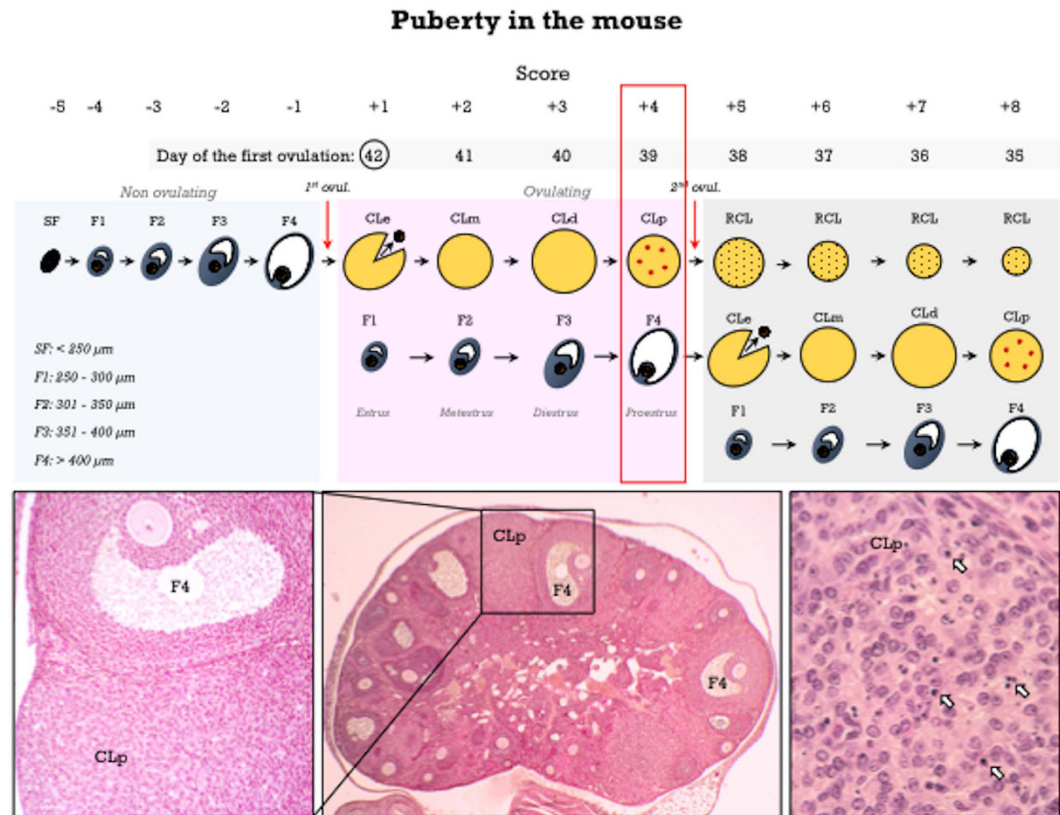 Puberty in the mouse
Score
-5 -4 -3 -2 -1 +1 +2 +3 +4 +5 +6 +7 +8
Day of the first ovulation: 42 41 40 39 38 37 36 35
Non ovulating 1st ovul. Ovulating 2nd ovul.
SF F1 F2 F3 F4 CLe CLm CLd CLp RCL RCL RCL RCL
F1 F2 F3 F4 CLe CLm CLd CLp
SF: < 250 µm
F1: 250 - 300 µm
F2: 301 - 350 µm
F3: 351 - 400 µm
F4: > 400 µm
Estrus Metestrus Diestrus Proestrus
F1 F2 F3 F4
F4
CLp
CLp
F4
F4
CLp